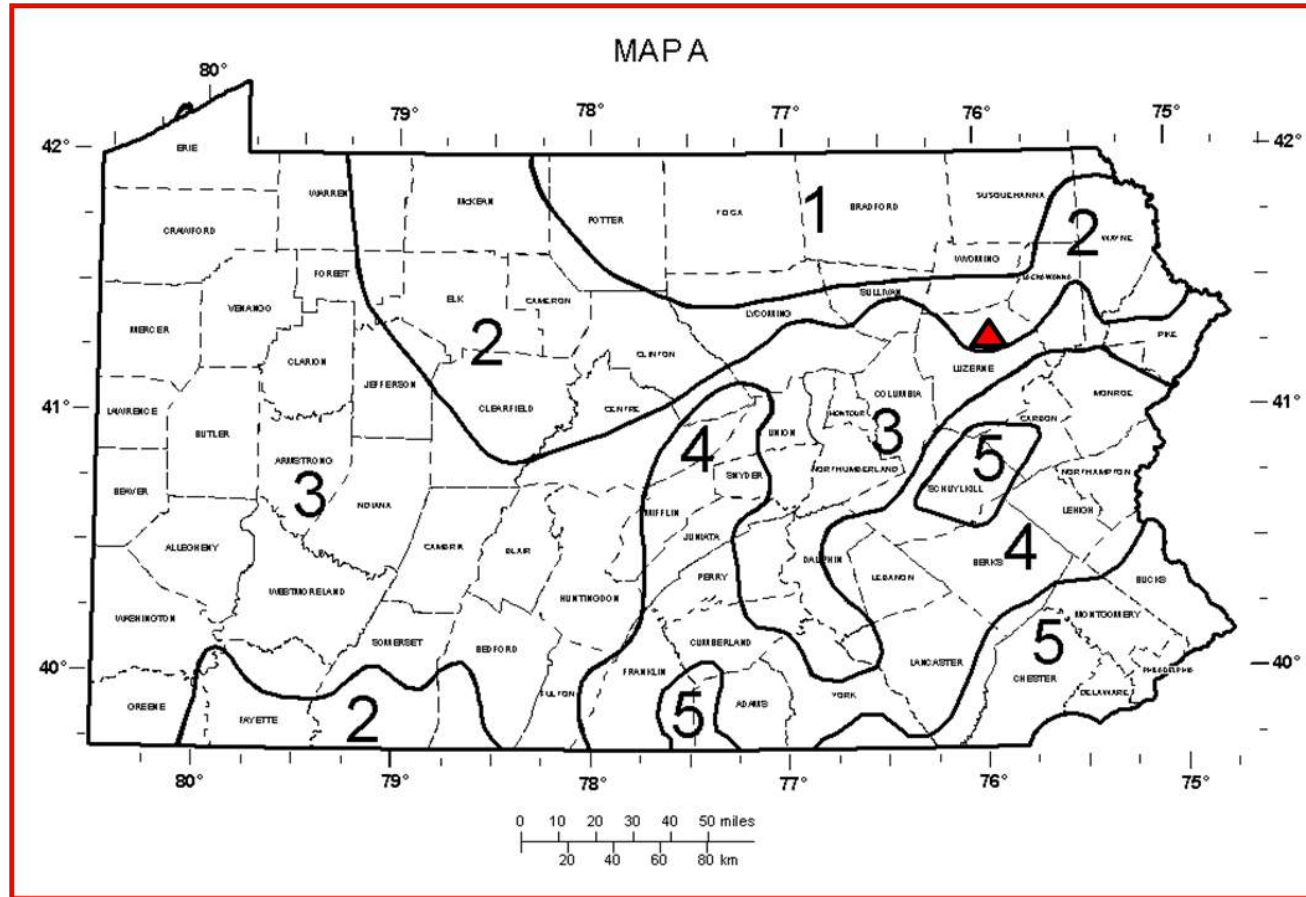 MAP A
80°
79°
78°
77°
76°
75°
42°
42°
ERIE
WARREN
McKEAN
POTTER
TIOGA
1
BRADFORD
SUSQUEHANNA
2
WAYNE
CRAWFORD
WYOMING
FOREST
ELK
CAMERON
SULLIVAN
VENANGO
LYCOMING
MERCER
2
CLINTON
PIKE
CLARION
LUZERNE
JEFFERSON
COLUMBIA
MONROE
41°
41°
LAWRENCE
CLEARFIELD
CENTRE
MONTOUR
CARBON
BUTLER
4
UNION
3
ARMSTRONG
5
SNYDER
NORTHUMBERLAND
NORTHAMPTON
BEAVER
3
SCHUYLKILL
INDIANA
MIFFLIN
LEHIGH
JUNIATA
ALLEGHENY
CAMBRIA
BLAIR
DAUPHIN
4
BERKS
PERRY
LEBANON
BUCKS
WESTMORELAND
HUNTINGDON
MONTGOMERY
WASHINGTON
SOMERSET
BEDFORD
CUMBERLAND
5
40°
40°
FRANKLIN
LANCASTER
PHILADELPHIA
CHESTER
FULTON
YORK
DELAWARE
GREENE
FAYETTE
2
5
ADAMS
80°
79°
78°
77°
76°
75°
0 10 20 30 40 50 miles
20 40 60 80 km